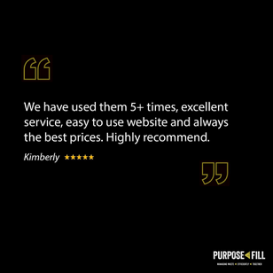 We have used them 5+ times, excellent
service, easy to use website and always
the best prices. Highly recommend.
Kimberly ★★★★★
PURPOSE FILL